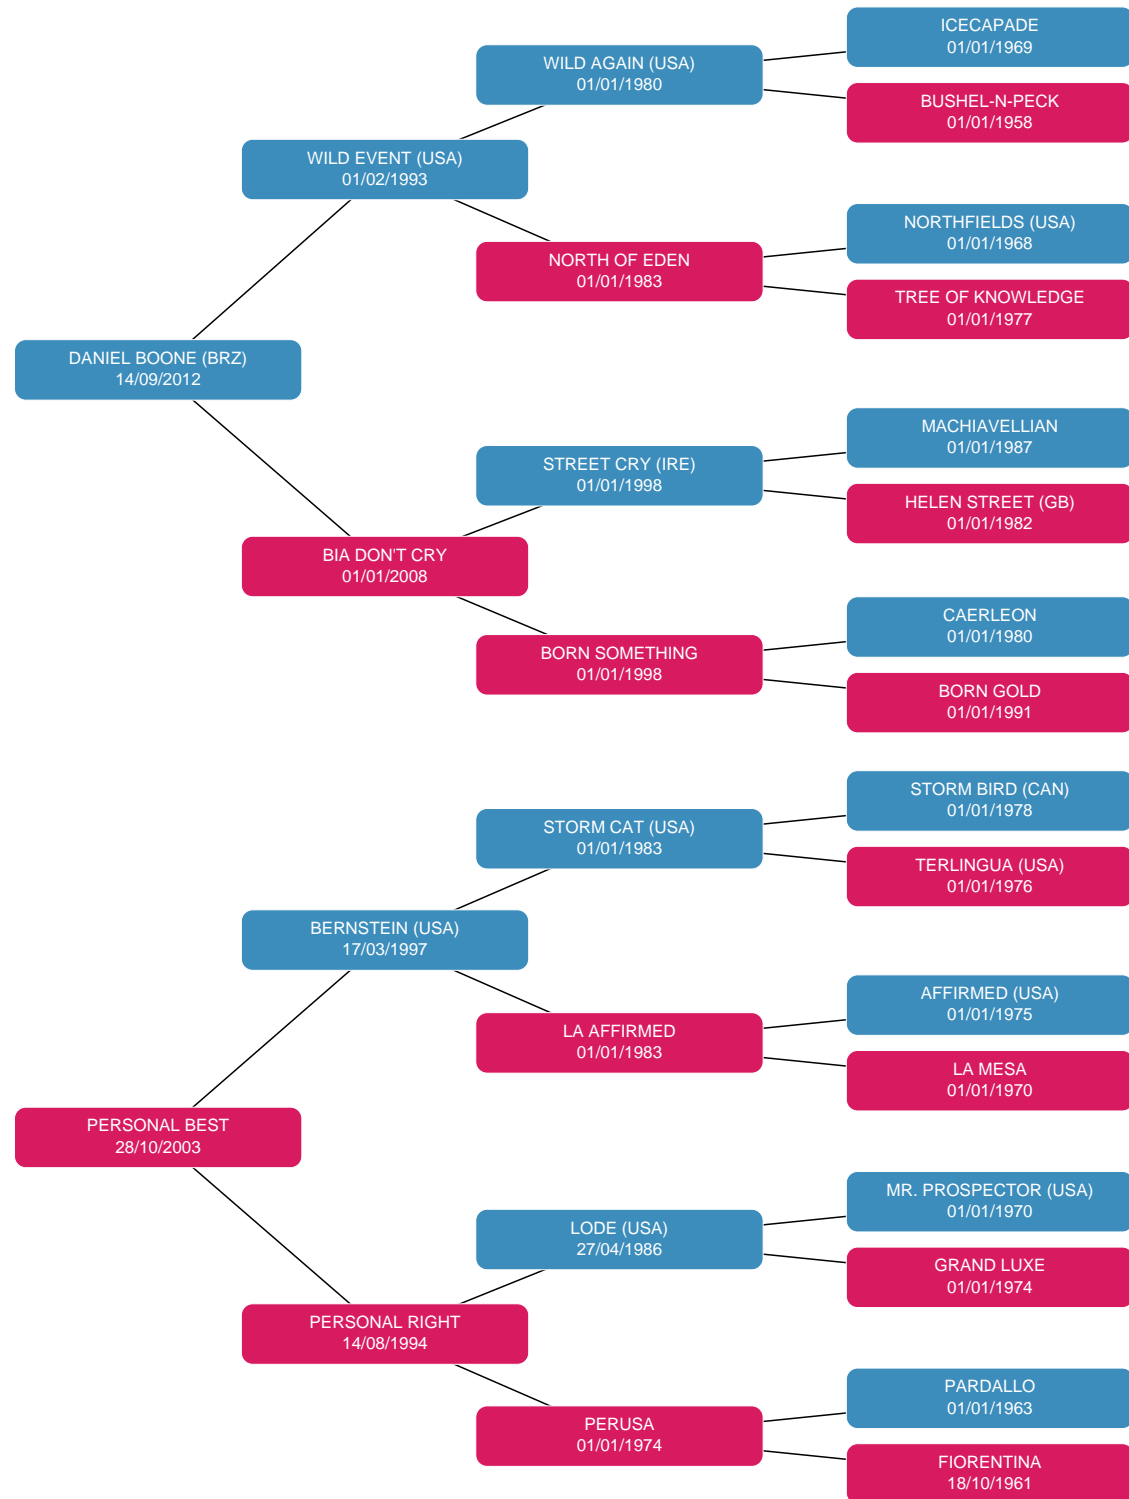 ICECAPADE
01/01/1969
WILD AGAIN (USA)
01/01/1980
BUSHEL-N-PECK
01/01/1958
WILD EVENT (USA)
01/02/1993
NORTHFIELDS (USA)
01/01/1968
NORTH OF EDEN
01/01/1983
TREE OF KNOWLEDGE
01/01/1977
DANIEL BOONE (BRZ)
14/09/2012
MACHIAVELLIAN
01/01/1987
STREET CRY (IRE)
01/01/1998
HELEN STREET (GB)
01/01/1982
BIA DON'T CRY
01/01/2008
CAERLEON
01/01/1980
BORN SOMETHING
01/01/1998
BORN GOLD
01/01/1991
STORM BIRD (CAN)
01/01/1978
STORM CAT (USA)
01/01/1983
TERLINGUA (USA)
01/01/1976
BERNSTEIN (USA)
17/03/1997
AFFIRMED (USA)
01/01/1975
LA AFFIRMED
01/01/1983
LA MESA
01/01/1970
PERSONAL BEST
28/10/2003
MR. PROSPECTOR (USA)
01/01/1970
LODE (USA)
27/04/1986
GRAND LUXE
01/01/1974
PERSONAL RIGHT
14/08/1994
PARDALLO
01/01/1963
PERUSA
01/01/1974
FIORENTINA
18/10/1961